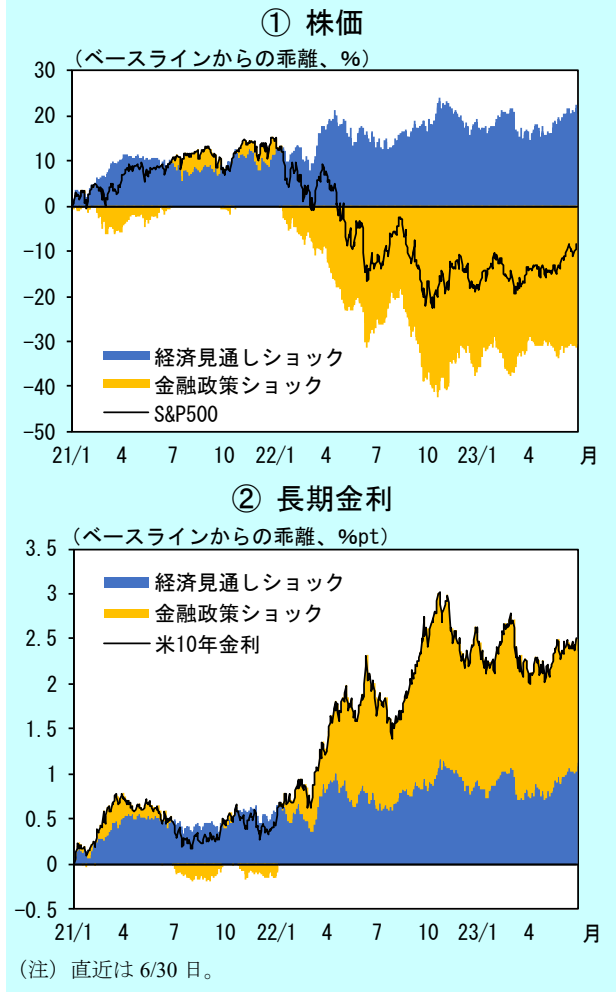 ① 株価
（ベースラインからの乖離、%）
30
20
10
0
-10
-20
-30
-40
-50
経済見通しショック
金融政策ショック
S&P500
21/1 4 7 10 22/1 4 7 10 23/1 4 月
② 長期金利
（ベースラインからの乖離、%pt）
3.5
3
2.5
2
1.5
1
0.5
0
-0.5
経済見通しショック
金融政策ショック
米10年金利
21/1 4 7 10 22/1 4 7 10 23/1 4 月
（注）直近は 6/30 日。